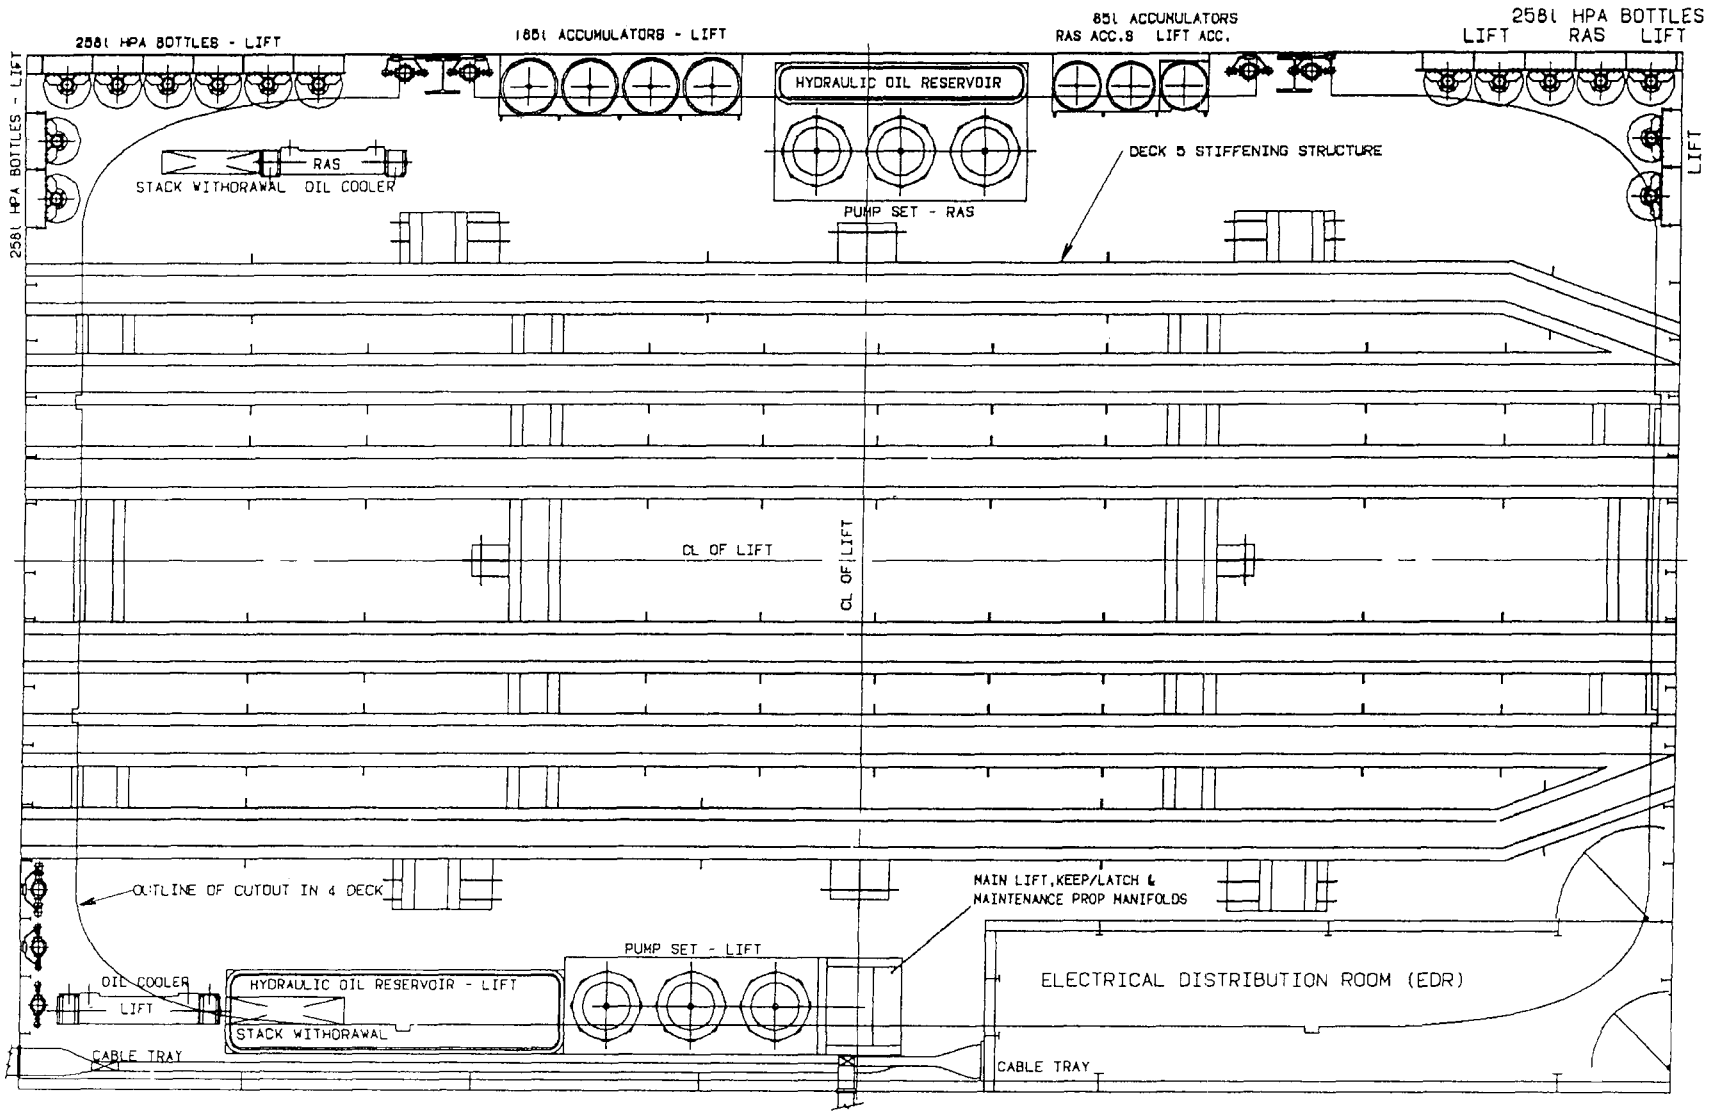 258l HPA BOTTLES
LIFT RAS LIFT
258l HPA BOTTLES - LIFT
185l ACCUMULATORS - LIFT
85l ACCUMULATORS
RAS ACC.S LIFT ACC.
258l HPA BOTTLES - LIFT
LIFT
HYDRAULIC OIL RESERVOIR
RAS
STACK WITHDRAWAL OIL COOLER
PUMP SET - RAS
DECK 5 STIFFENING STRUCTURE
CL OF LIFT
CL OF LIFT
OUTLINE OF CUTOUT IN 4 DECK
MAIN LIFT, KEEP/LATCH &
MAINTENANCE PROP MANIFOLDS
PUMP SET - LIFT
OIL COOLER
LIFT
HYDRAULIC OIL RESERVOIR - LIFT
STACK WITHDRAWAL
ELECTRICAL DISTRIBUTION ROOM (EDR)
CABLE TRAY
CABLE TRAY